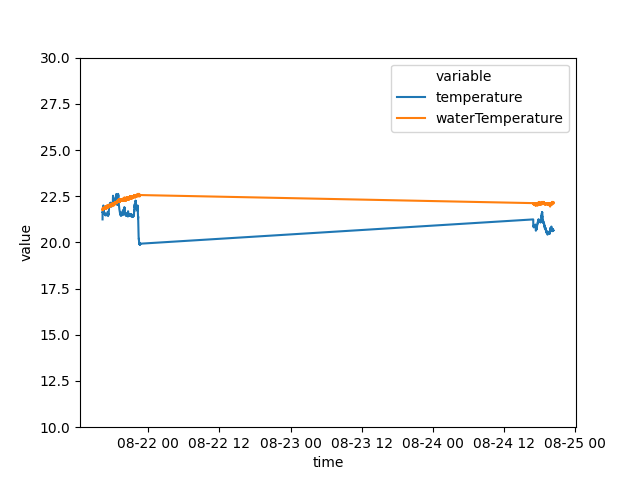 30.0
27.5
25.0
22.5
20.0
17.5
15.0
12.5
10.0
value
variable
temperature
waterTemperature
08-22 00 08-22 12 08-23 00 08-23 12 08-24 00 08-24 12 08-25 00
time